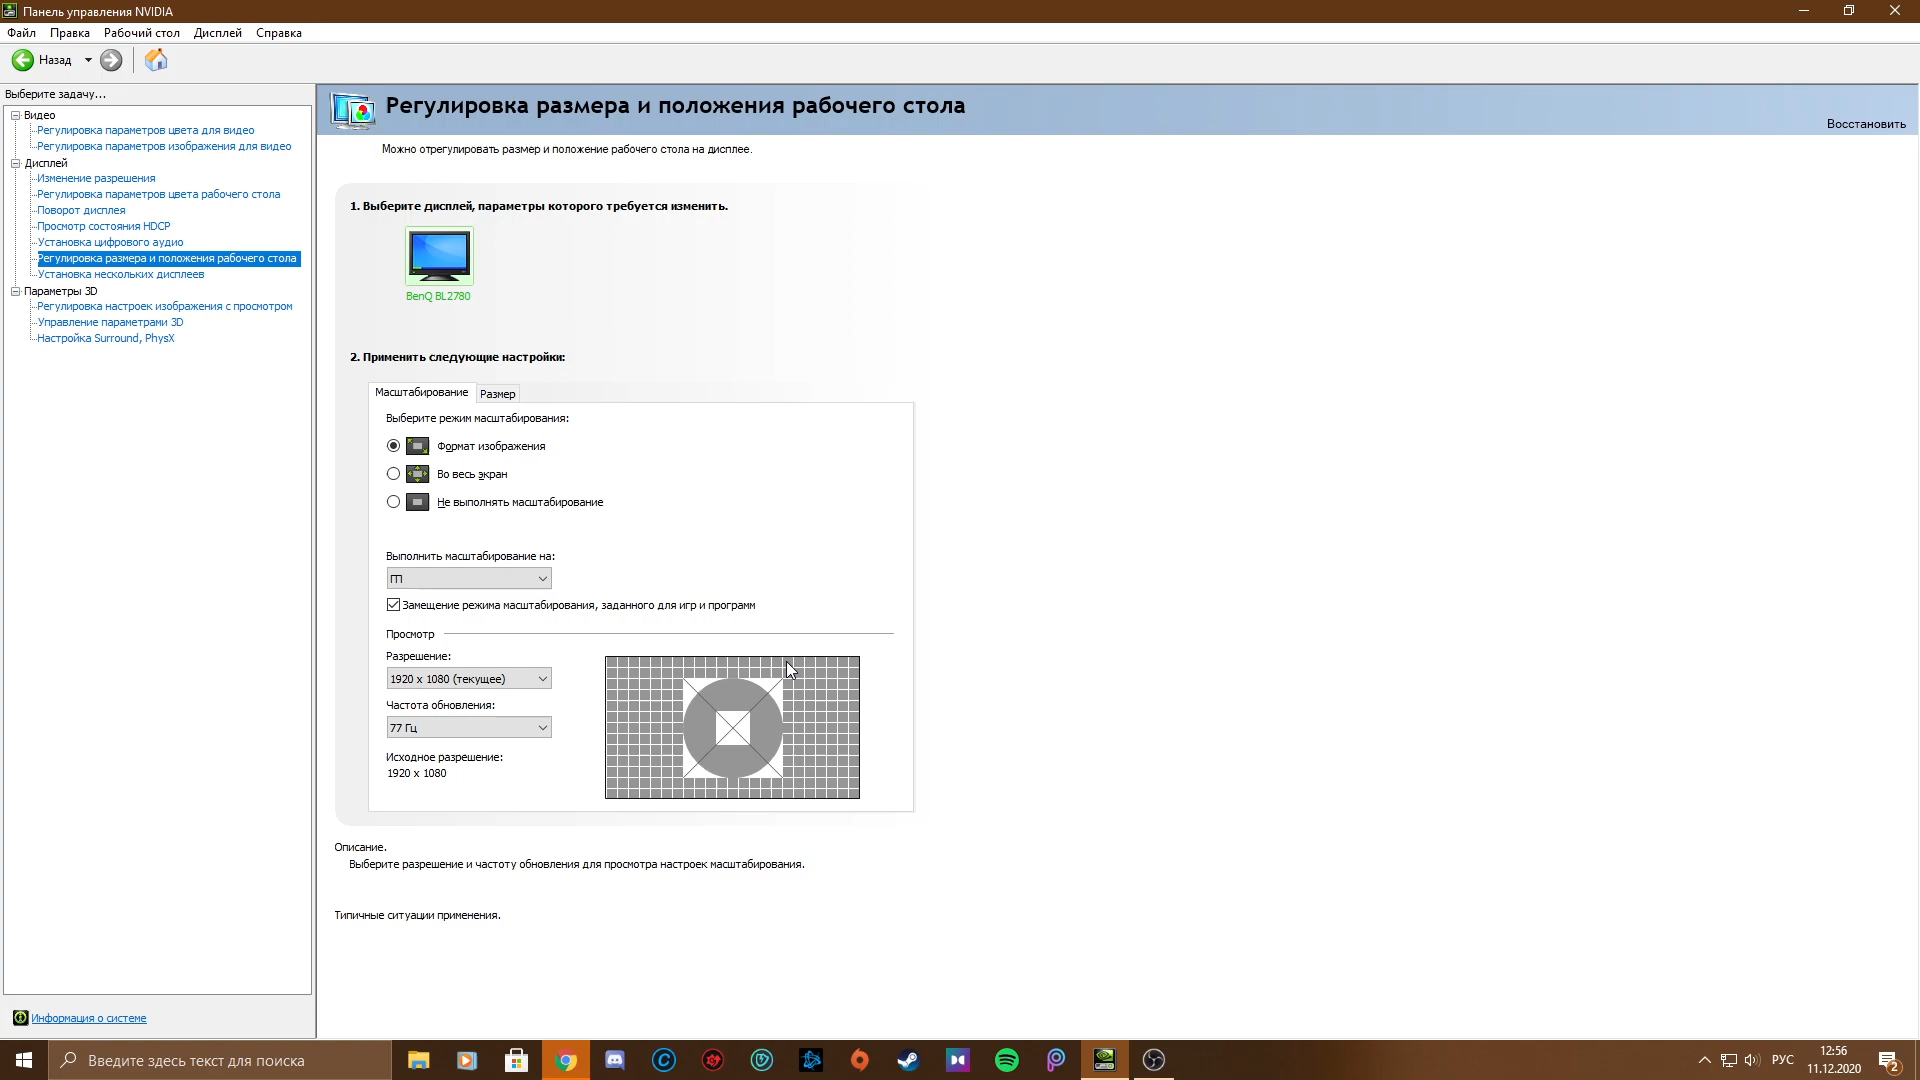 Панель управления NVIDIA
Файл Правка Рабочий стол Дисплей Справка
Назад
Выберите задачу...
Видео
Регулировка параметров цвета для видео
Регулировка параметров изображения для видео
Дисплей
Изменение разрешения
Регулировка параметров цвета рабочего стола
Поворот дисплея
Просмотр состояния HDCP
Установка цифрового аудио
Регулировка размера и положения рабочего стола
Установка нескольких дисплеев
Параметры 3D
Регулировка настроек изображения с просмотром
Управление параметрами 3D
Настройка Surround, PhysX
Информация о системе
Регулировка размера и положения рабочего стола
Восстановить
Можно отрегулировать размер и положение рабочего стола на дисплее.
1. Выберите дисплей, параметры которого требуется изменить.
BenQ BL2780
2. Применить следующие настройки:
Масштабирование Размер
Выберите режим масштабирования:
Формат изображения
Во весь экран
Не выполнять масштабирование
Выполнить масштабирование на:
ГП
Замещение режима масштабирования, заданного для игр и программ
Просмотр
Разрешение:
1920 x 1080 (текущее)
Частота обновления:
77 Гц
Исходное разрешение:
1920 x 1080
Описание.
Выберите разрешение и частоту обновления для просмотра настроек масштабирования.
Типичные ситуации применения.
Введите здесь текст для поиска
РУС
12:56
11.12.2020
2